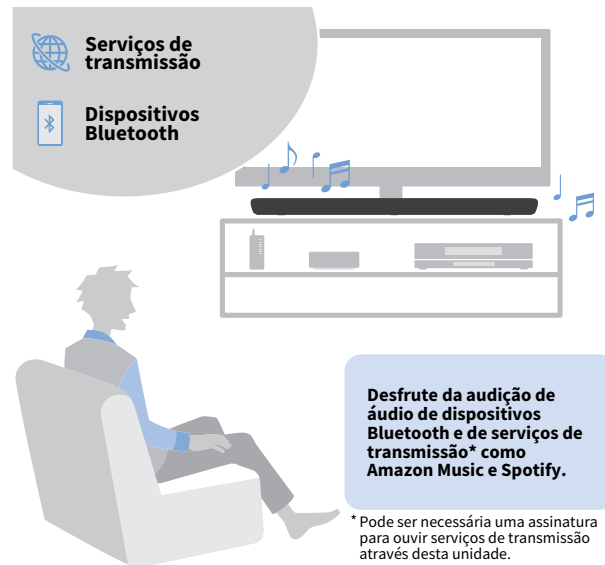 Serviços de
transmissão
Dispositivos
Bluetooth
Desfrute da audição de
áudio de dispositivos
Bluetooth e de serviços de
transmissão* como
Amazon Music e Spotify.
* Pode ser necessária uma assinatura
para ouvir serviços de transmissão
através desta unidade.